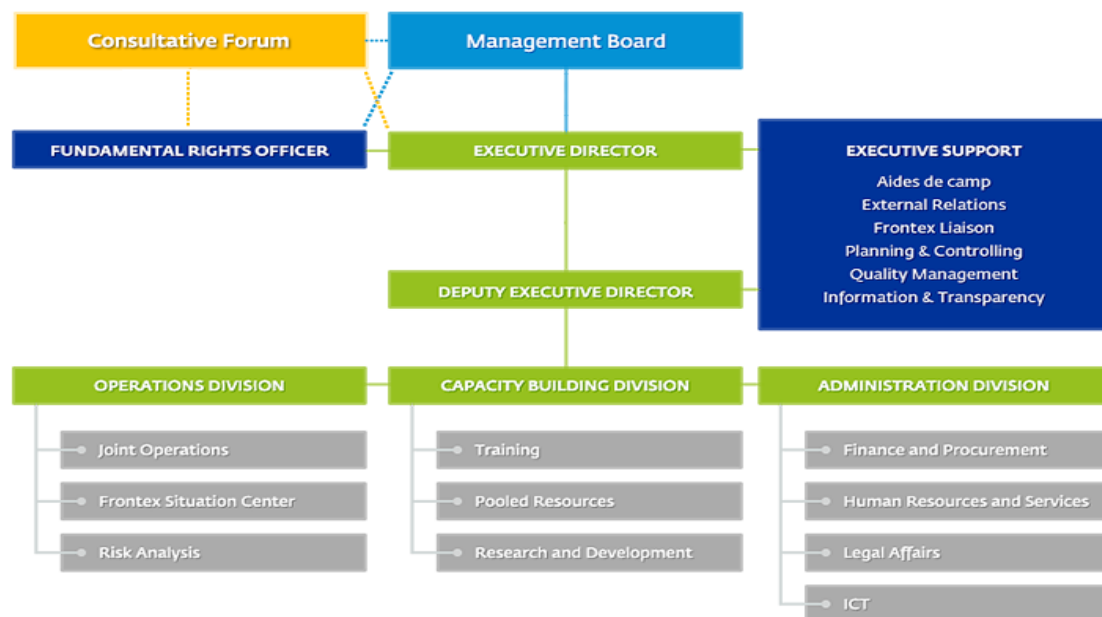 Consultative Forum
Management Board
FUNDAMENTAL RIGHTS OFFICER
EXECUTIVE DIRECTOR
EXECUTIVE SUPPORT
Aides de camp
External Relations
Frontex Liaison
Planning & Controlling
Quality Management
Information & Transparency
DEPUTY EXECUTIVE DIRECTOR
OPERATIONS DIVISION
Joint Operations
Frontex Situation Center
Risk Analysis
CAPACITY BUILDING DIVISION
Training
Pooled Resources
Research and Development
ADMINISTRATION DIVISION
Finance and Procurement
Human Resources and Services
Legal Affairs
ICT